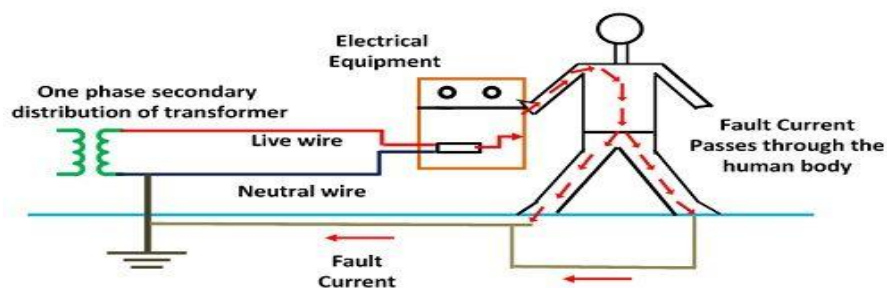 Electrical
Equipment
One phase secondary
distribution of transformer
Live wire
Neutral wire
Fault Current
Passes through the
human body
Fault
Current